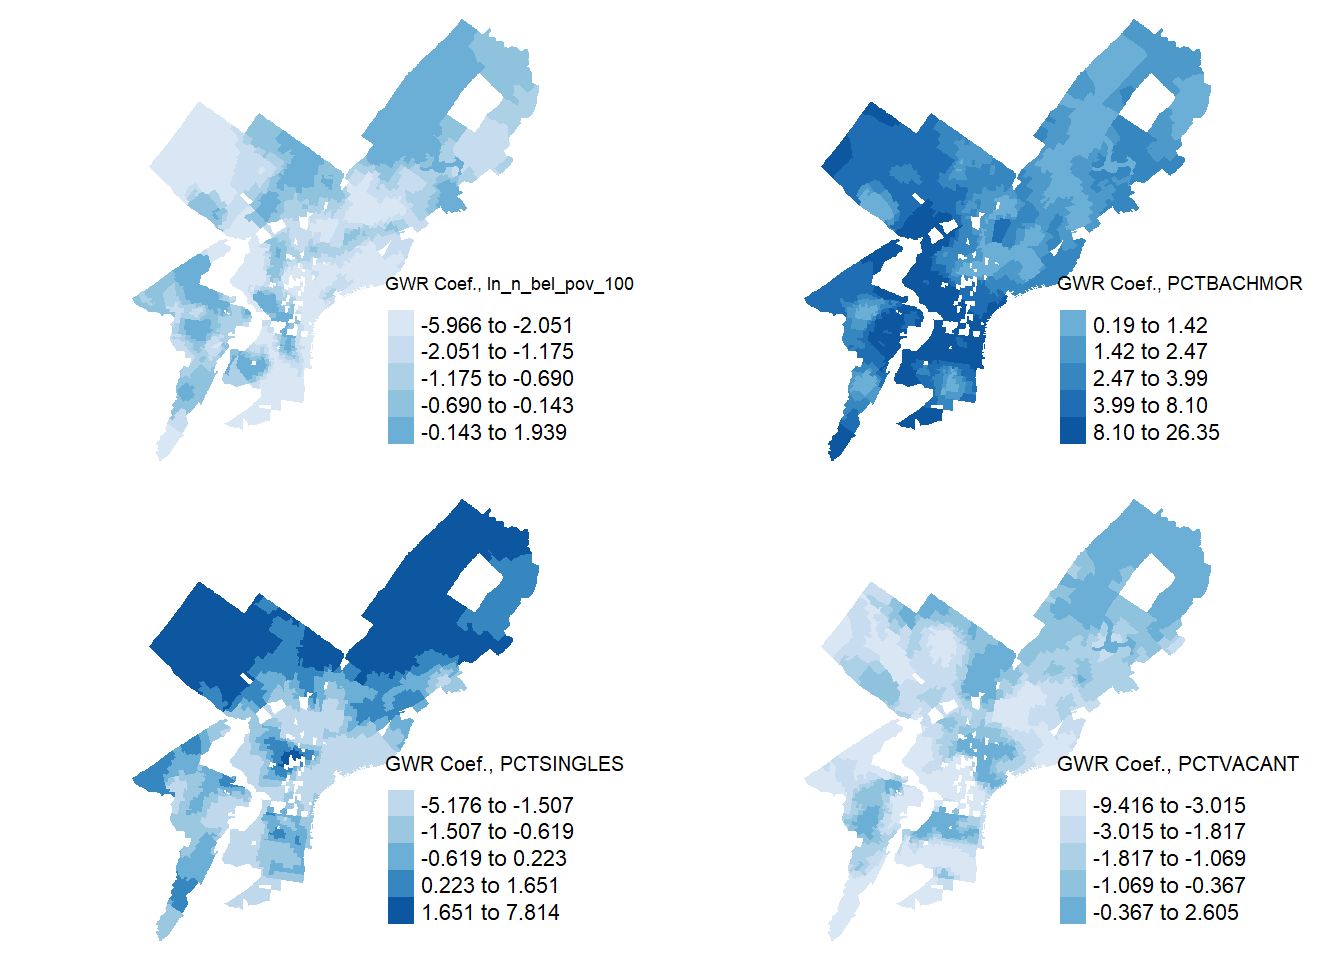 GWR Coef., ln_n_bel_pov_100
-5.966 to -2.051
-2.051 to -1.175
-1.175 to -0.690
-0.690 to -0.143
-0.143 to 1.939
GWR Coef., PCTBACHMOR
0.19 to 1.42
1.42 to 2.47
2.47 to 3.99
3.99 to 8.10
8.10 to 26.35
GWR Coef., PCTSINGLES
-5.176 to -1.507
-1.507 to -0.619
-0.619 to 0.223
0.223 to 1.651
1.651 to 7.814
GWR Coef., PCTVACANT
-9.416 to -3.015
-3.015 to -1.817
-1.817 to -1.069
-1.069 to -0.367
-0.367 to 2.605